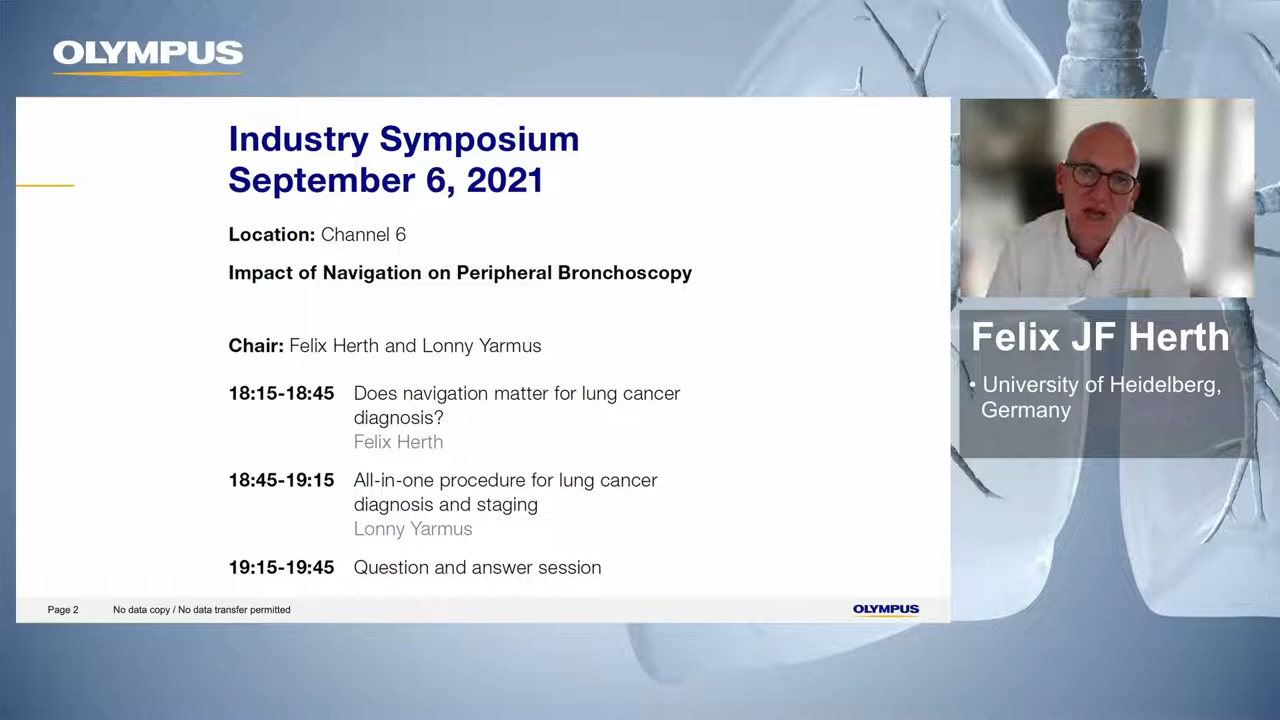 OLYMPUS
Industry Symposium
September 6, 2021
Location: Channel 6
Impact of Navigation on Peripheral Bronchoscopy
Chair: Felix Herth and Lonny Yarmus
18:15-18:45 Does navigation matter for lung cancer
diagnosis?
Felix Herth
18:45-19:15 All-in-one procedure for lung cancer
diagnosis and staging
Lonny Yarmus
19:15-19:45 Question and answer session
Page 2 No data copy / No data transfer permitted OLYMPUS
Felix JF Herth
• University of Heidelberg,
Germany